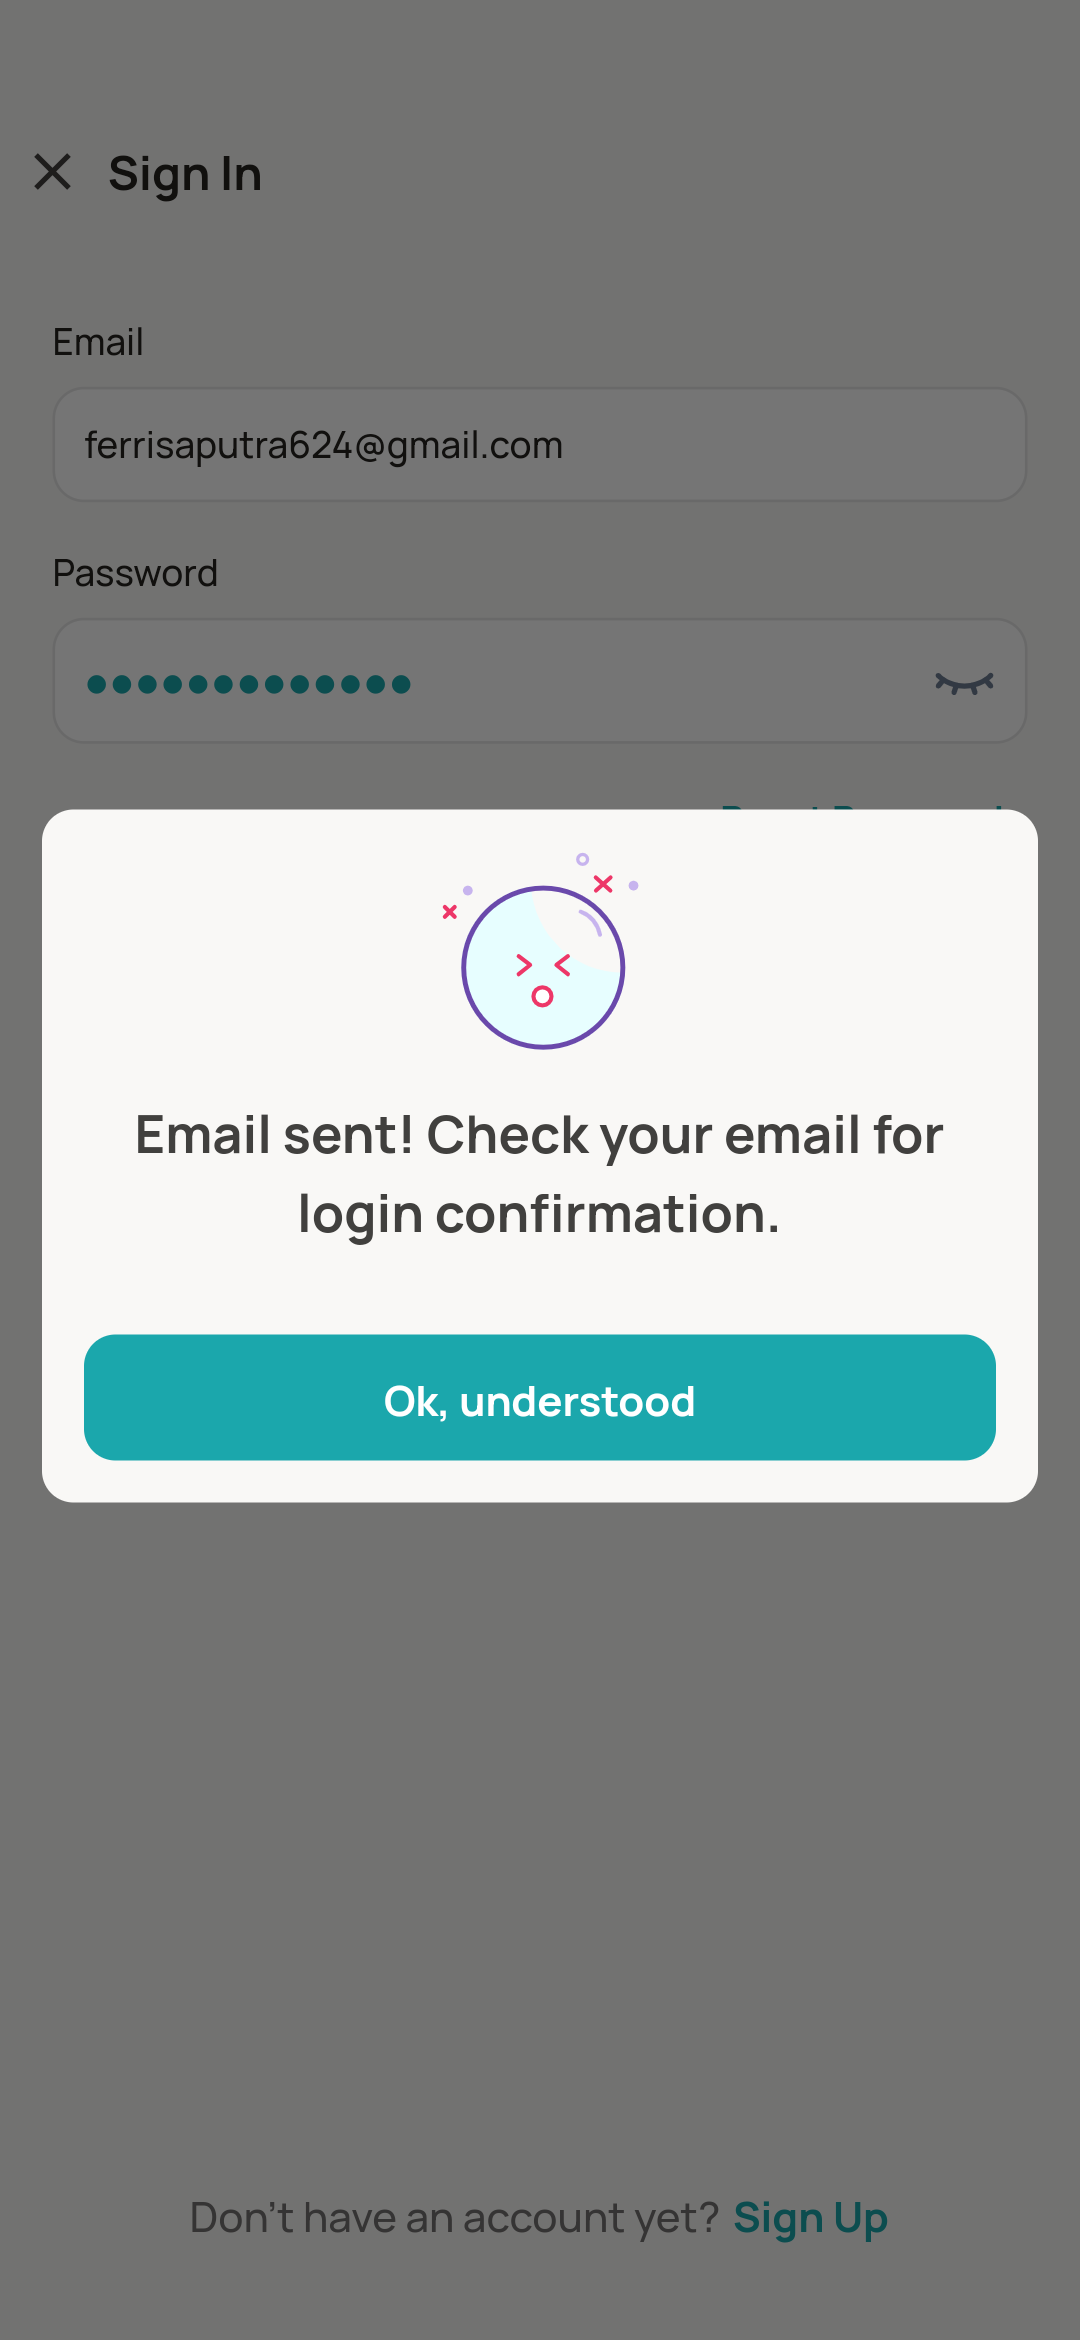 Sign In
Email
ferrisaputra624@gmail.com
Password
Email sent! Check your email for
login confirmation.
Ok, understood
Don't have an account yet? Sign Up